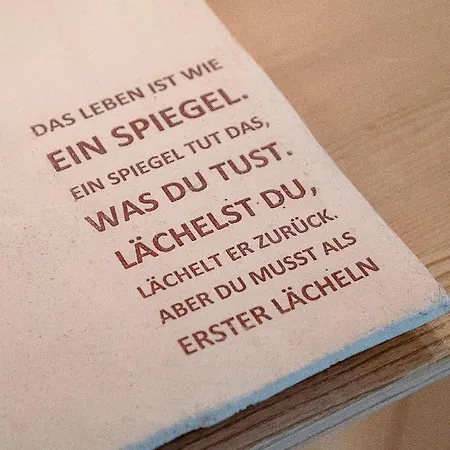 DAS LEBEN IST WIE
EIN SPIEGEL.
EIN SPIEGEL TUT DAS,
WAS DU TUST.
LÄCHELST DU,
LÄCHELT ER ZURÜCK.
ABER DU MUSST ALS
ERSTER LÄCHELN